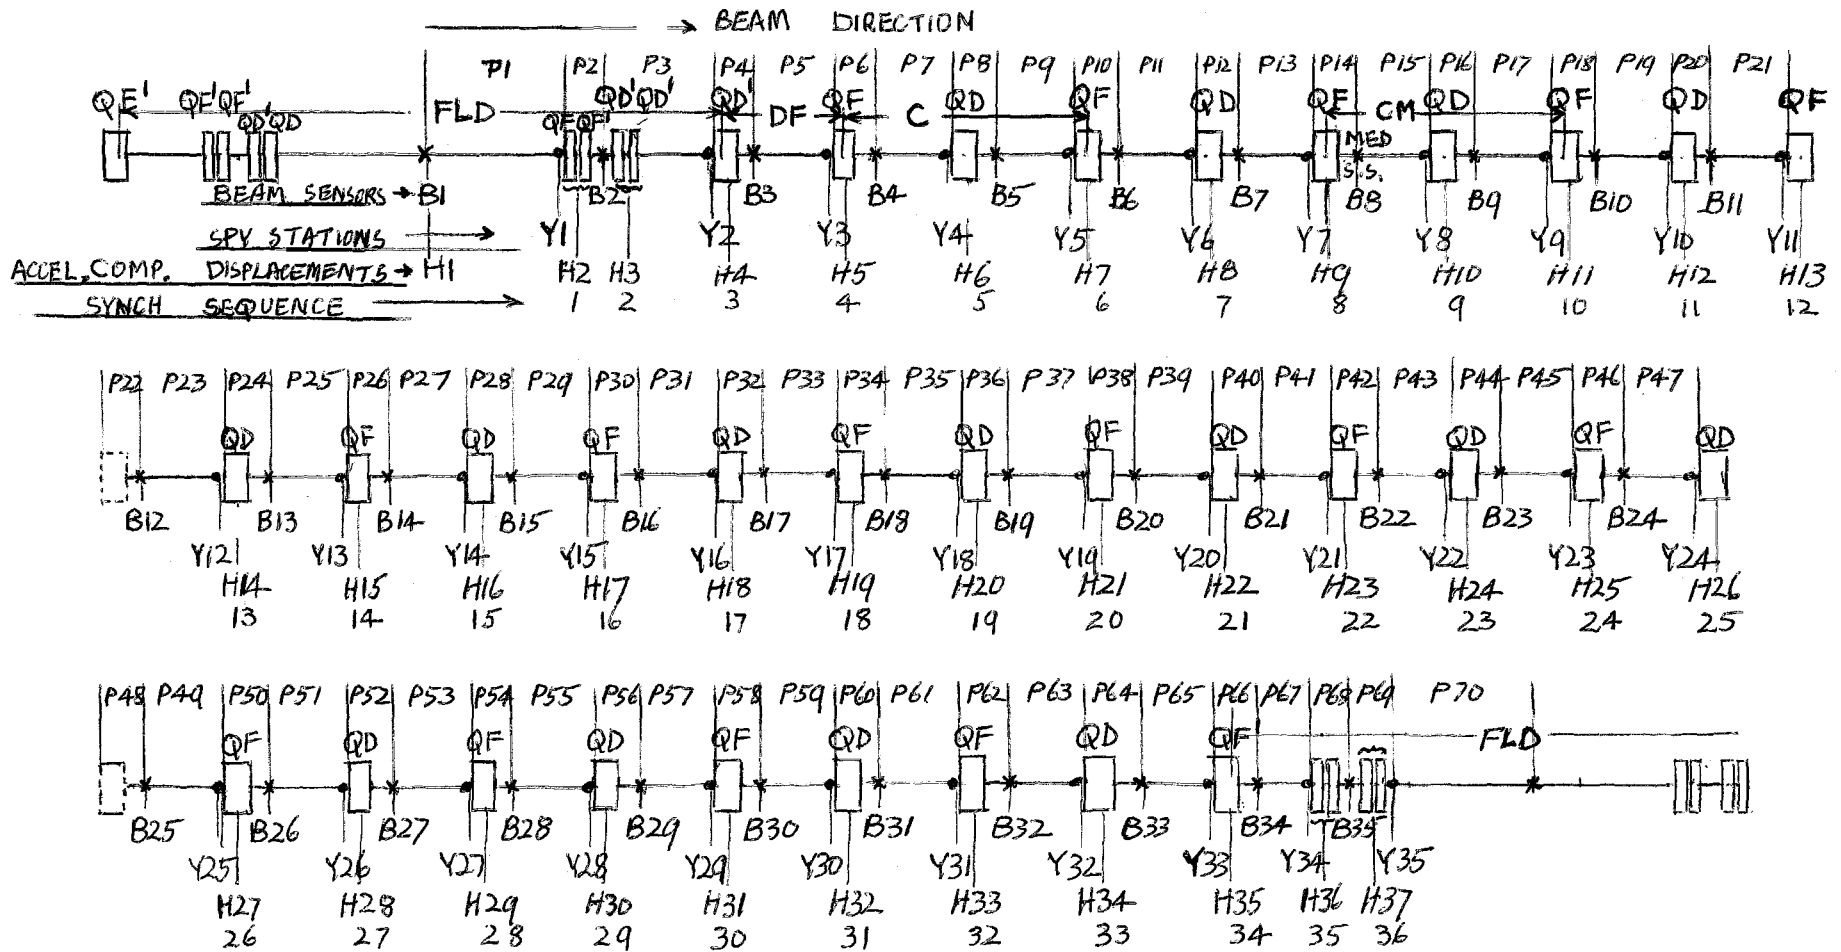 → BEAM DIRECTION
P1 P2 P3 P4 P5 P6 P7 P8 P9 P10 P11 P12 P13 P14 P15 P16 P17 P18 P19 P20 P21
QF' QF' QF' FLD QD' QD' QD' QF QD QF QD QF CM QD QF QD QF
QD' QD QF QF' DF C
MED
S.S.
BEAM SENSORS → B1 B2 B3 B4 B5 B6 B7 B8 B9 B10 B11
SPV STATIONS → Y1 Y2 Y3 Y4 Y5 Y6 Y7 Y8 Y9 Y10 Y11
ACCEL. COMP. DISPLACEMENTS → H1 H2 H3 H4 H5 H6 H7 H8 H9 H10 H11 H12 H13
SYNCH SEQUENCE → 1 2 3 4 5 6 7 8 9 10 11 12
P22 P23 P24 P25 P26 P27 P28 P29 P30 P31 P32 P33 P34 P35 P36 P37 P38 P39 P40 P41 P42 P43 P44 P45 P46 P47
QD QF QD QF QD QF QD QF QD QF QD QF QD
B12 B13 B14 B15 B16 B17 B18 B19 B20 B21 B22 B23 B24
Y12 Y13 Y14 Y15 Y16 Y17 Y18 Y19 Y20 Y21 Y22 Y23 Y24
H14 H15 H16 H17 H18 H19 H20 H21 H22 H23 H24 H25 H26
13 14 15 16 17 18 19 20 21 22 23 24 25
P48 P49 P50 P51 P52 P53 P54 P55 P56 P57 P58 P59 P60 P61 P62 P63 P64 P65 P66 P67 P68 P69 P70
QF QD QF QD QF QD QF QD QF FLD
B25 B26 B27 B28 B29 B30 B31 B32 B33 B34 B35
Y25 Y26 Y27 Y28 Y29 Y30 Y31 Y32 Y33 Y34 Y35
H27 H28 H29 H30 H31 H32 H33 H34 H35 H36 H37
26 27 28 29 30 31 32 33 34 35 36